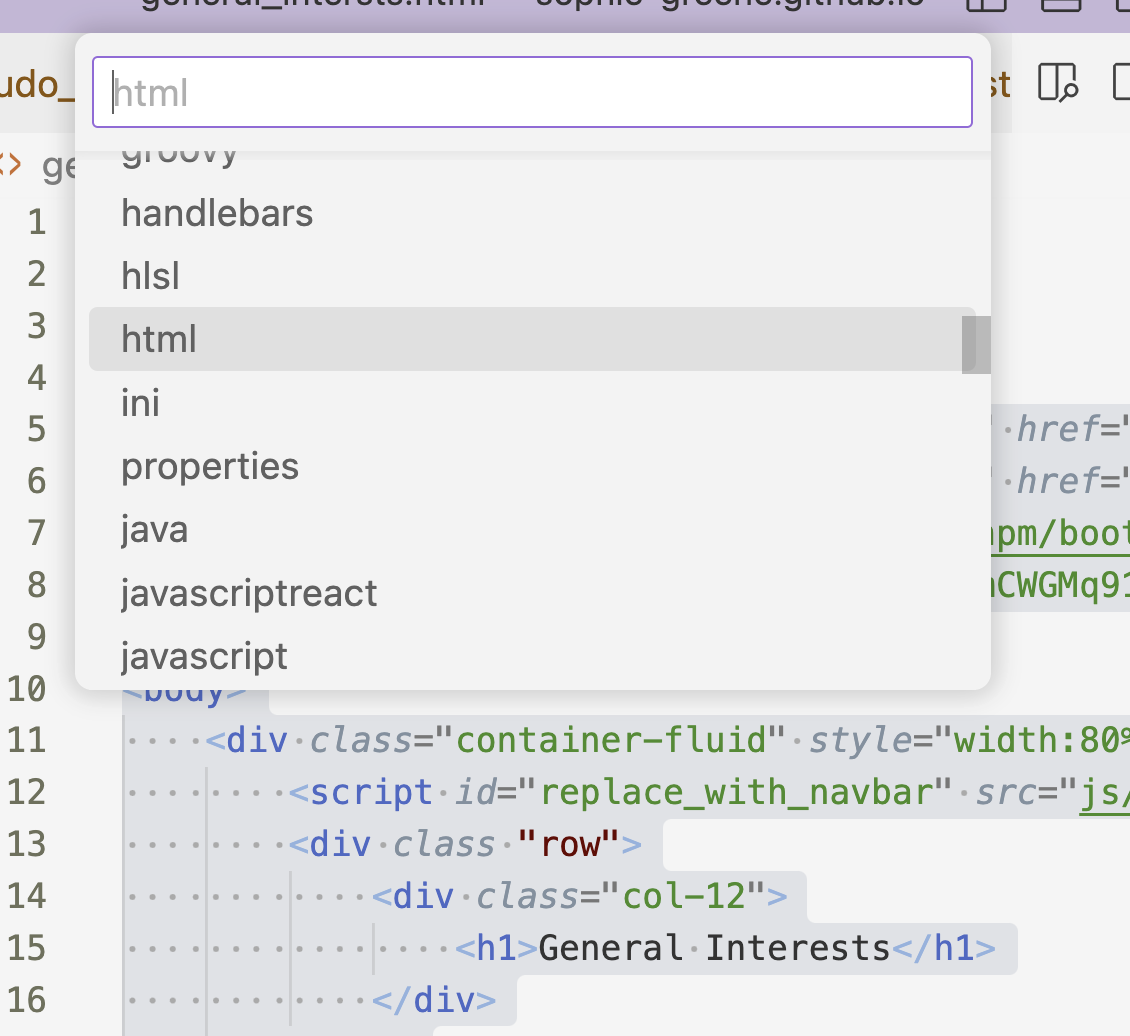 general_intersts.html — sophie-greene.github.io
udo_
st
html
ge
groovy
handlebars
hlsl
html
ini
properties
java
javascriptreact
javascript
1
2
3
4
5 href="
6 href="
7 npm/boot
8 CWGMq91
9
10 <body>
11 ····<div·class="container-fluid"·style="width:80%
12 ········<script·id="replace_with_navbar"·src="js/
13 ········<div·class·"row">
14 ············<div·class="col-12">
15 ················<h1>General·Interests</h1>
16 ············</div>